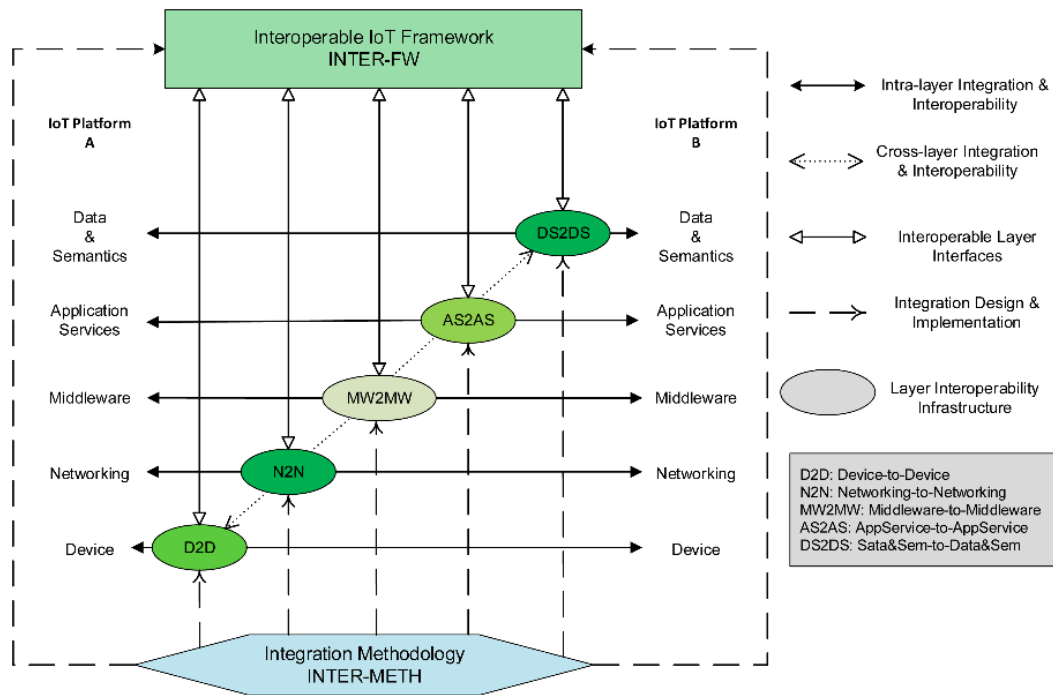 Interoperable IoT Framework
INTER-FW
IoT Platform
A
IoT Platform
B
Data
&
Semantics
DS2DS
Data
&
Semantics
Application
Services
AS2AS
Application
Services
Middleware
MW2MW
Middleware
Networking
N2N
Networking
Device
D2D
Device
Integration Methodology
INTER-METH
Intra-layer Integration &
Interoperability
Cross-layer Integration
& Interoperability
Interoperable Layer
Interfaces
Integration Design &
Implementation
Layer Interoperability
Infrastructure
D2D: Device-to-Device
N2N: Networking-to-Networking
MW2MW: Middleware-to-Middleware
AS2AS: AppService-to-AppService
DS2DS: Sata&Sem-to-Data&Sem